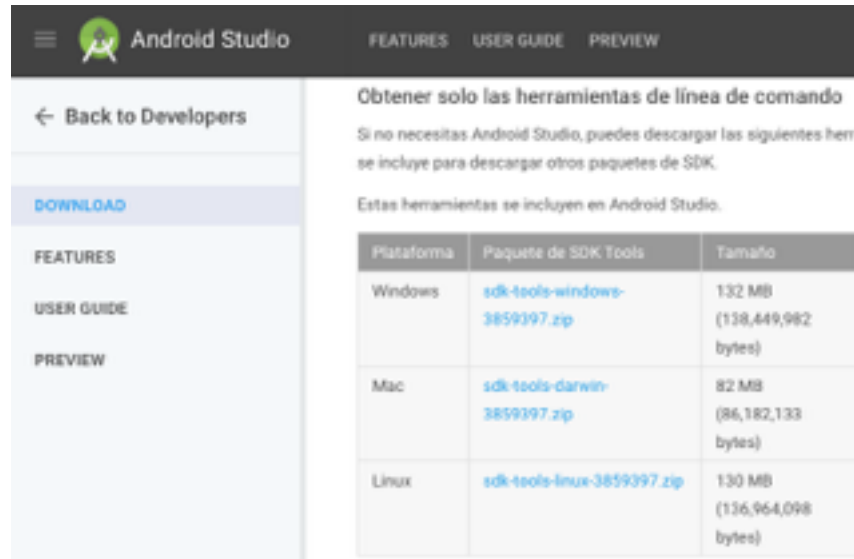 Android Studio
FEATURES USER GUIDE PREVIEW
← Back to Developers
DOWNLOAD
FEATURES
USER GUIDE
PREVIEW
Obtener solo las herramientas de línea de comando
Si no necesitas Android Studio, puedes descargar las siguientes herr
se incluye para descargar otros paquetes de SDK.
Estas herramientas se incluyen en Android Studio.
Plataforma Paquete de SDK Tools Tamaño
Windows sdk-tools-windows- 132 MB
3859397.zip (138,449,982
bytes)
Mac sdk-tools-darwin- 82 MB
3859397.zip (86,182,133
bytes)
Linux sdk-tools-linux-3859397.zip 130 MB
(136,964,098
bytes)